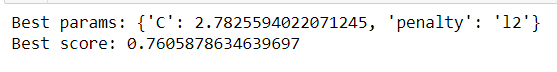 Best params: {'C': 2.7825594022071245, 'penalty': 'l2'}
Best score: 0.7605878634639697